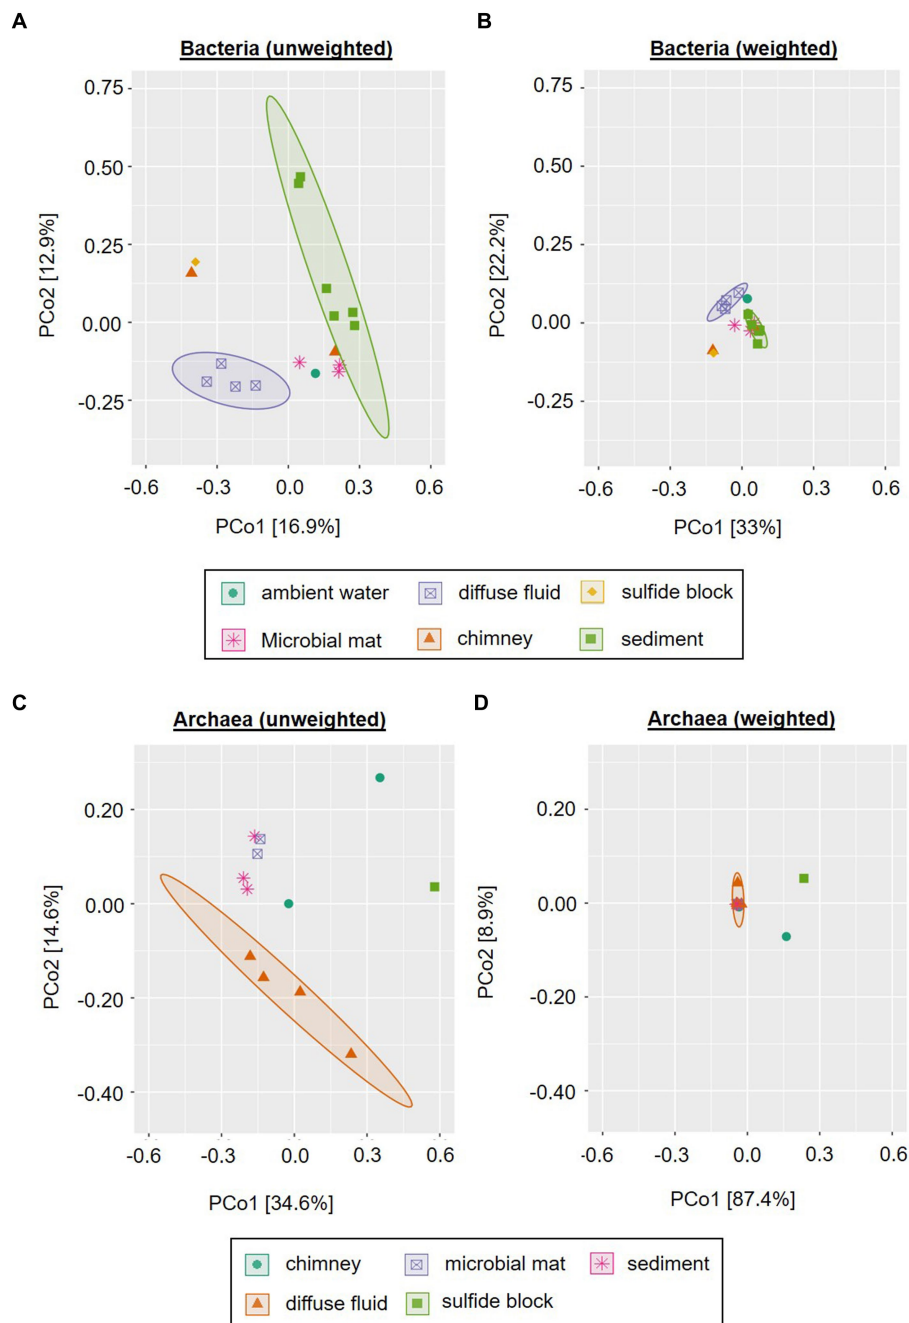 A
B
Bacteria (unweighted)
Bacteria (weighted)
0.75
0.50
0.25
0.00
-0.25
PCo2 [12.9%]
-0.6 -0.3 0.0 0.3 0.6
PCo1 [16.9%]
0.75
0.50
0.25
0.00
-0.25
PCo2 [22.2%]
-0.6 -0.3 0.0 0.3 0.6
PCo1 [33%]
ambient water diffuse fluid sulfide block
Microbial mat chimney sediment
C
D
Archaea (unweighted)
Archaea (weighted)
0.20
0.00
-0.20
-0.40
PCo2 [14.6%]
-0.6 -0.3 0.0 0.3 0.6
PCo1 [34.6%]
0.20
0.00
-0.20
-0.40
PCo2 [8.9%]
-0.6 -0.3 0.0 0.3 0.6
PCo1 [87.4%]
chimney microbial mat sediment
diffuse fluid sulfide block